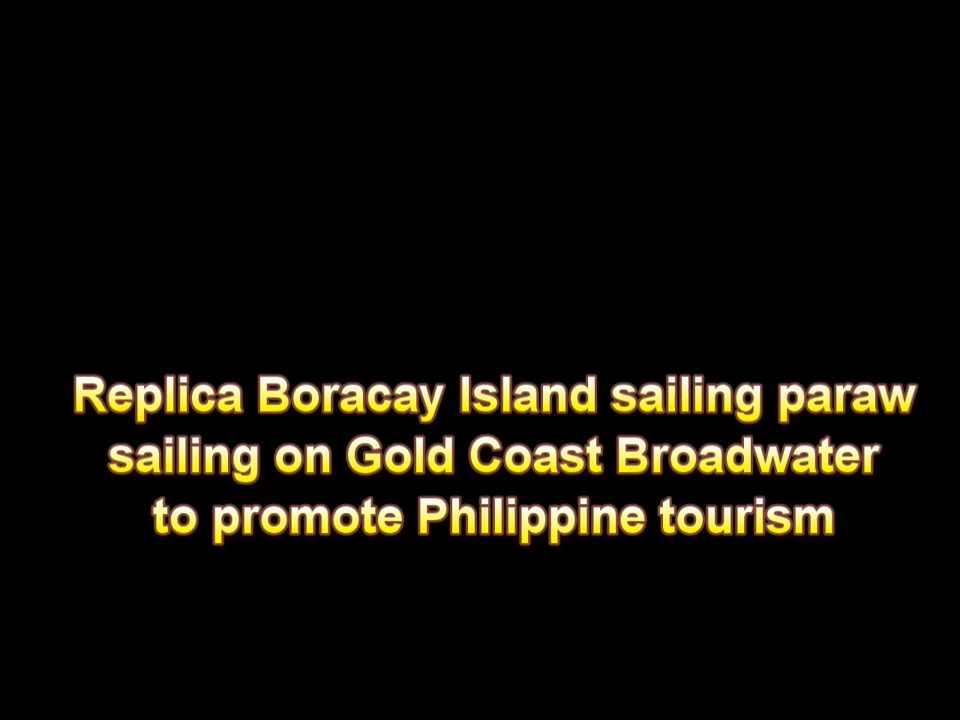 Replica Boracay Island sailing paraw
sailing on Gold Coast Broadwater
to promote Philippine tourism